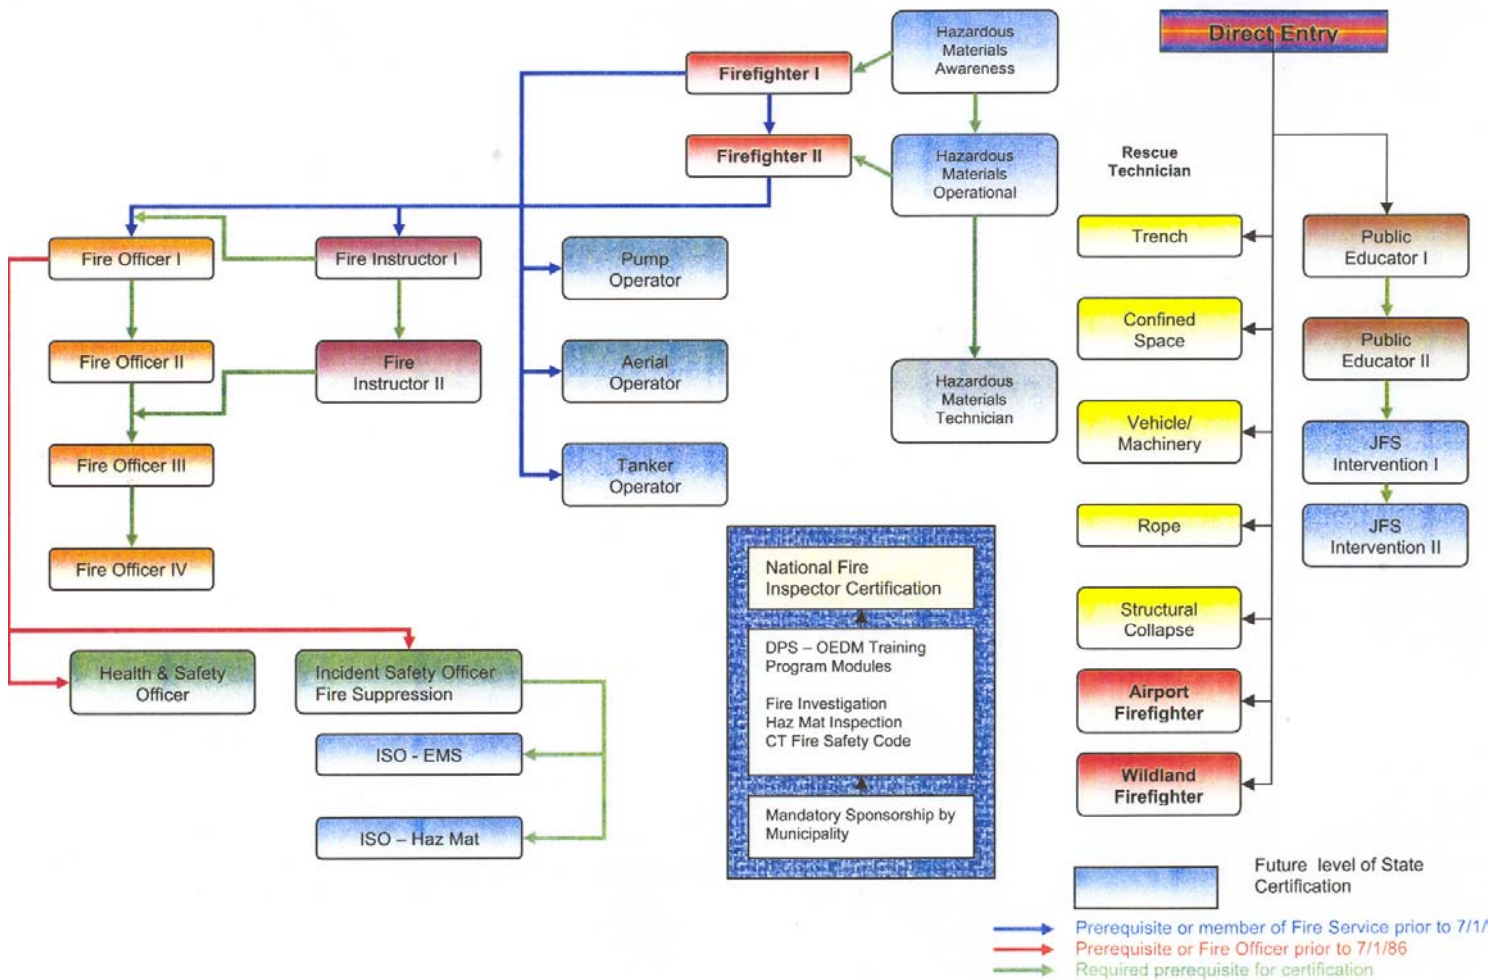 Direct Entry
Hazardous
Materials
Awareness
Firefighter I
Firefighter II
Hazardous
Materials
Operational
Rescue
Technician
Fire Officer I
Fire Instructor I
Pump
Operator
Trench
Public
Educator I
Fire Officer II
Fire
Instructor II
Aerial
Operator
Hazardous
Materials
Technician
Confined
Space
Public
Educator II
Fire Officer III
Tanker
Operator
Vehicle/
Machinery
JFS
Intervention I
Fire Officer IV
Rope
JFS
Intervention II
National Fire
Inspector Certification
Structural
Collapse
Health & Safety
Officer
Incident Safety Officer
Fire Suppression
DPS – OEDM Training
Program Modules
Fire Investigation
Haz Mat Inspection
CT Fire Safety Code
Airport
Firefighter
ISO - EMS
Wildland
Firefighter
ISO – Haz Mat
Mandatory Sponsorship by
Municipality
Future level of State
Certification
Prerequisite or member of Fire Service prior to 7/1/
Prerequisite or Fire Officer prior to 7/1/86
Required prerequisite for certification